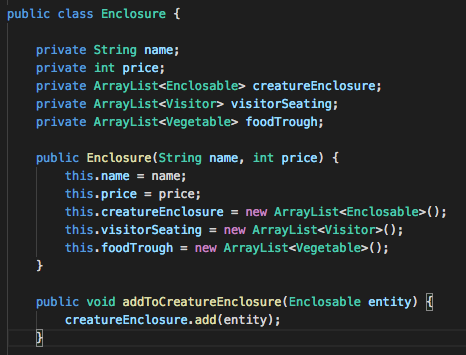 public class Enclosure {
private String name;
private int price;
private ArrayList<Enclosable> creatureEnclosure;
private ArrayList<Visitor> visitorSeating;
private ArrayList<Vegetable> foodTrough;
public Enclosure(String name, int price) {
this.name = name;
this.price = price;
this.creatureEnclosure = new ArrayList<Enclosable>();
this.visitorSeating = new ArrayList<Visitor>();
this.foodTrough = new ArrayList<Vegetable>();
}
public void addToCreatureEnclosure(Enclosable entity) {
creatureEnclosure.add(entity);
}